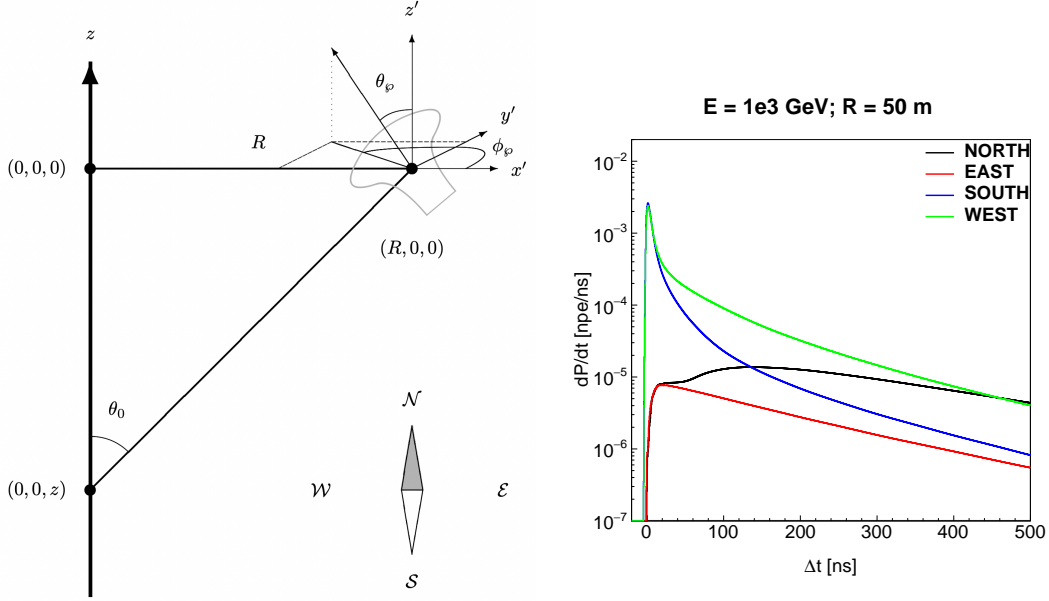 z
z′
θ℘
y′
R
ϕ℘
(0,0,0)
x′
(R,0,0)
θ0
N
(0,0,z)
W
E
S
E = 1e3 GeV; R = 50 m
NORTH
EAST
SOUTH
WEST
dP/dt [npe/ns]
10−2
10−3
10−4
10−5
10−6
10−7
0 100 200 300 400 500
Δt [ns]